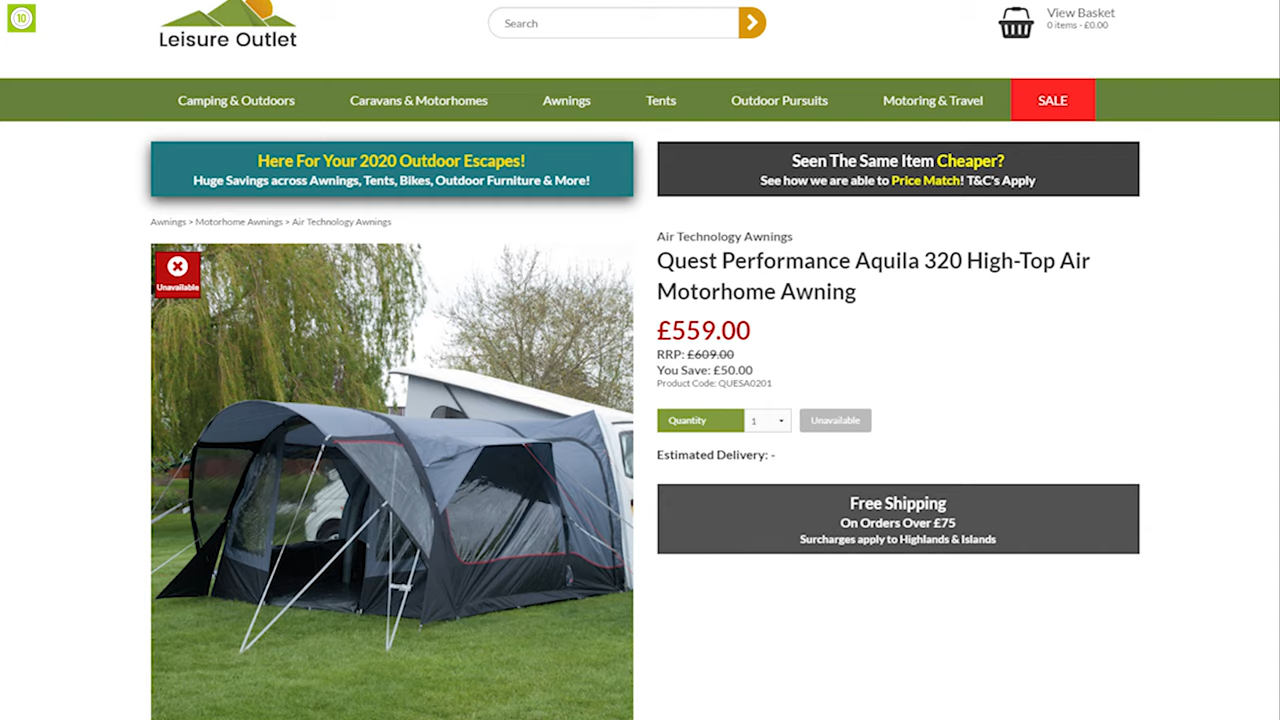 10
Leisure Outlet
Search
View Basket
0 items - £0.00
Camping & Outdoors
Caravans & Motorhomes
Awnings
Tents
Outdoor Pursuits
Motoring & Travel
SALE
Here For Your 2020 Outdoor Escapes!
Huge Savings across Awnings, Tents, Bikes, Outdoor Furniture & More!
Seen The Same Item Cheaper?
See how we are able to Price Match! T&C's Apply
Awnings > Motorhome Awnings > Air Technology Awnings
Unavailable
Air Technology Awnings
Quest Performance Aquila 320 High-Top Air
Motorhome Awning
£559.00
RRP: £609.00
You Save: £50.00
Product Code: QUESA0201
Quantity
1
Unavailable
Estimated Delivery: -
Free Shipping
On Orders Over £75
Surcharges apply to Highlands & Islands